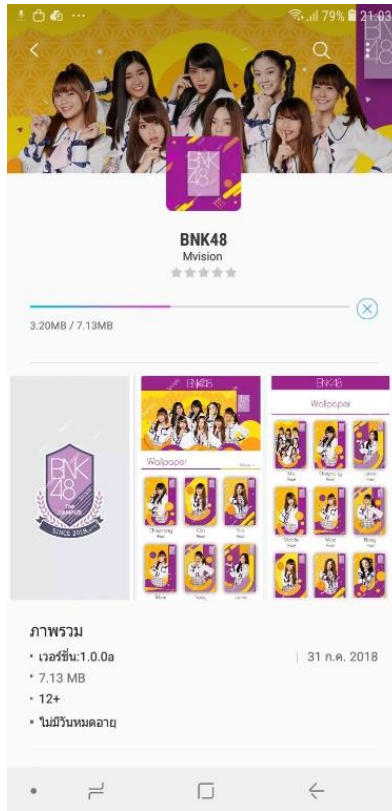 79% 21:03
BNK48
BNK48
Mvision
3.20MB / 7.13MB
BNK48
The
CAMPUS
SINCE 2018
BNK48
Wallpaper
BNK48
Wallpaper
ภาพรวม
• เวอร์ชั่น:1.0.0a | 31 ก.ค. 2018
• 7.13 MB
• 12+
• ไม่มีวันหมดอายุ